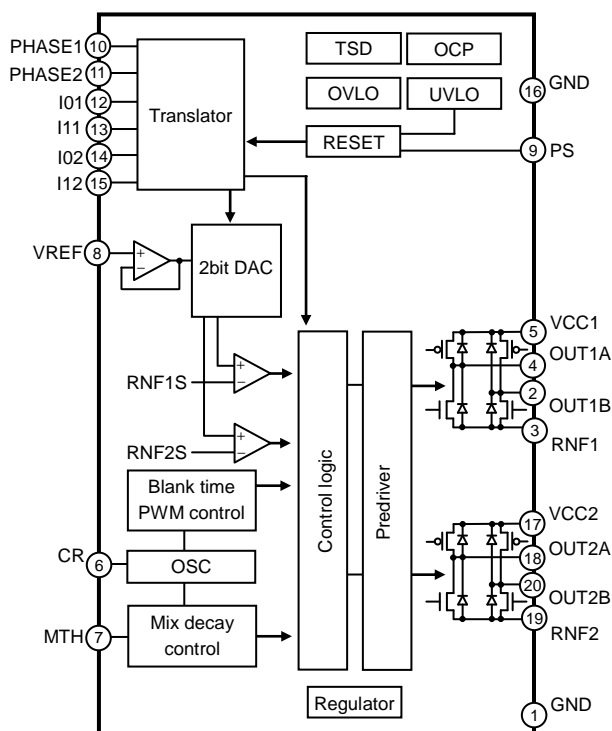 PHASE1
10
PHASE2
11
I01
12
I11
13
I02
14
I12
15
Translator
TSD
OCP
OVLO
UVLO
RESET
16
GND
9
PS
VREF
8
+
−
2bit DAC
RNF1S
+
−
RNF2S
+
−
Blank time
PWM control
CR
6
OSC
MTH
7
Mix decay
control
Control logic
Predriver
VCC1
5
OUT1A
4
2
OUT1B
3
RNF1
VCC2
17
OUT2A
18
20
OUT2B
19
RNF2
Regulator
GND
1